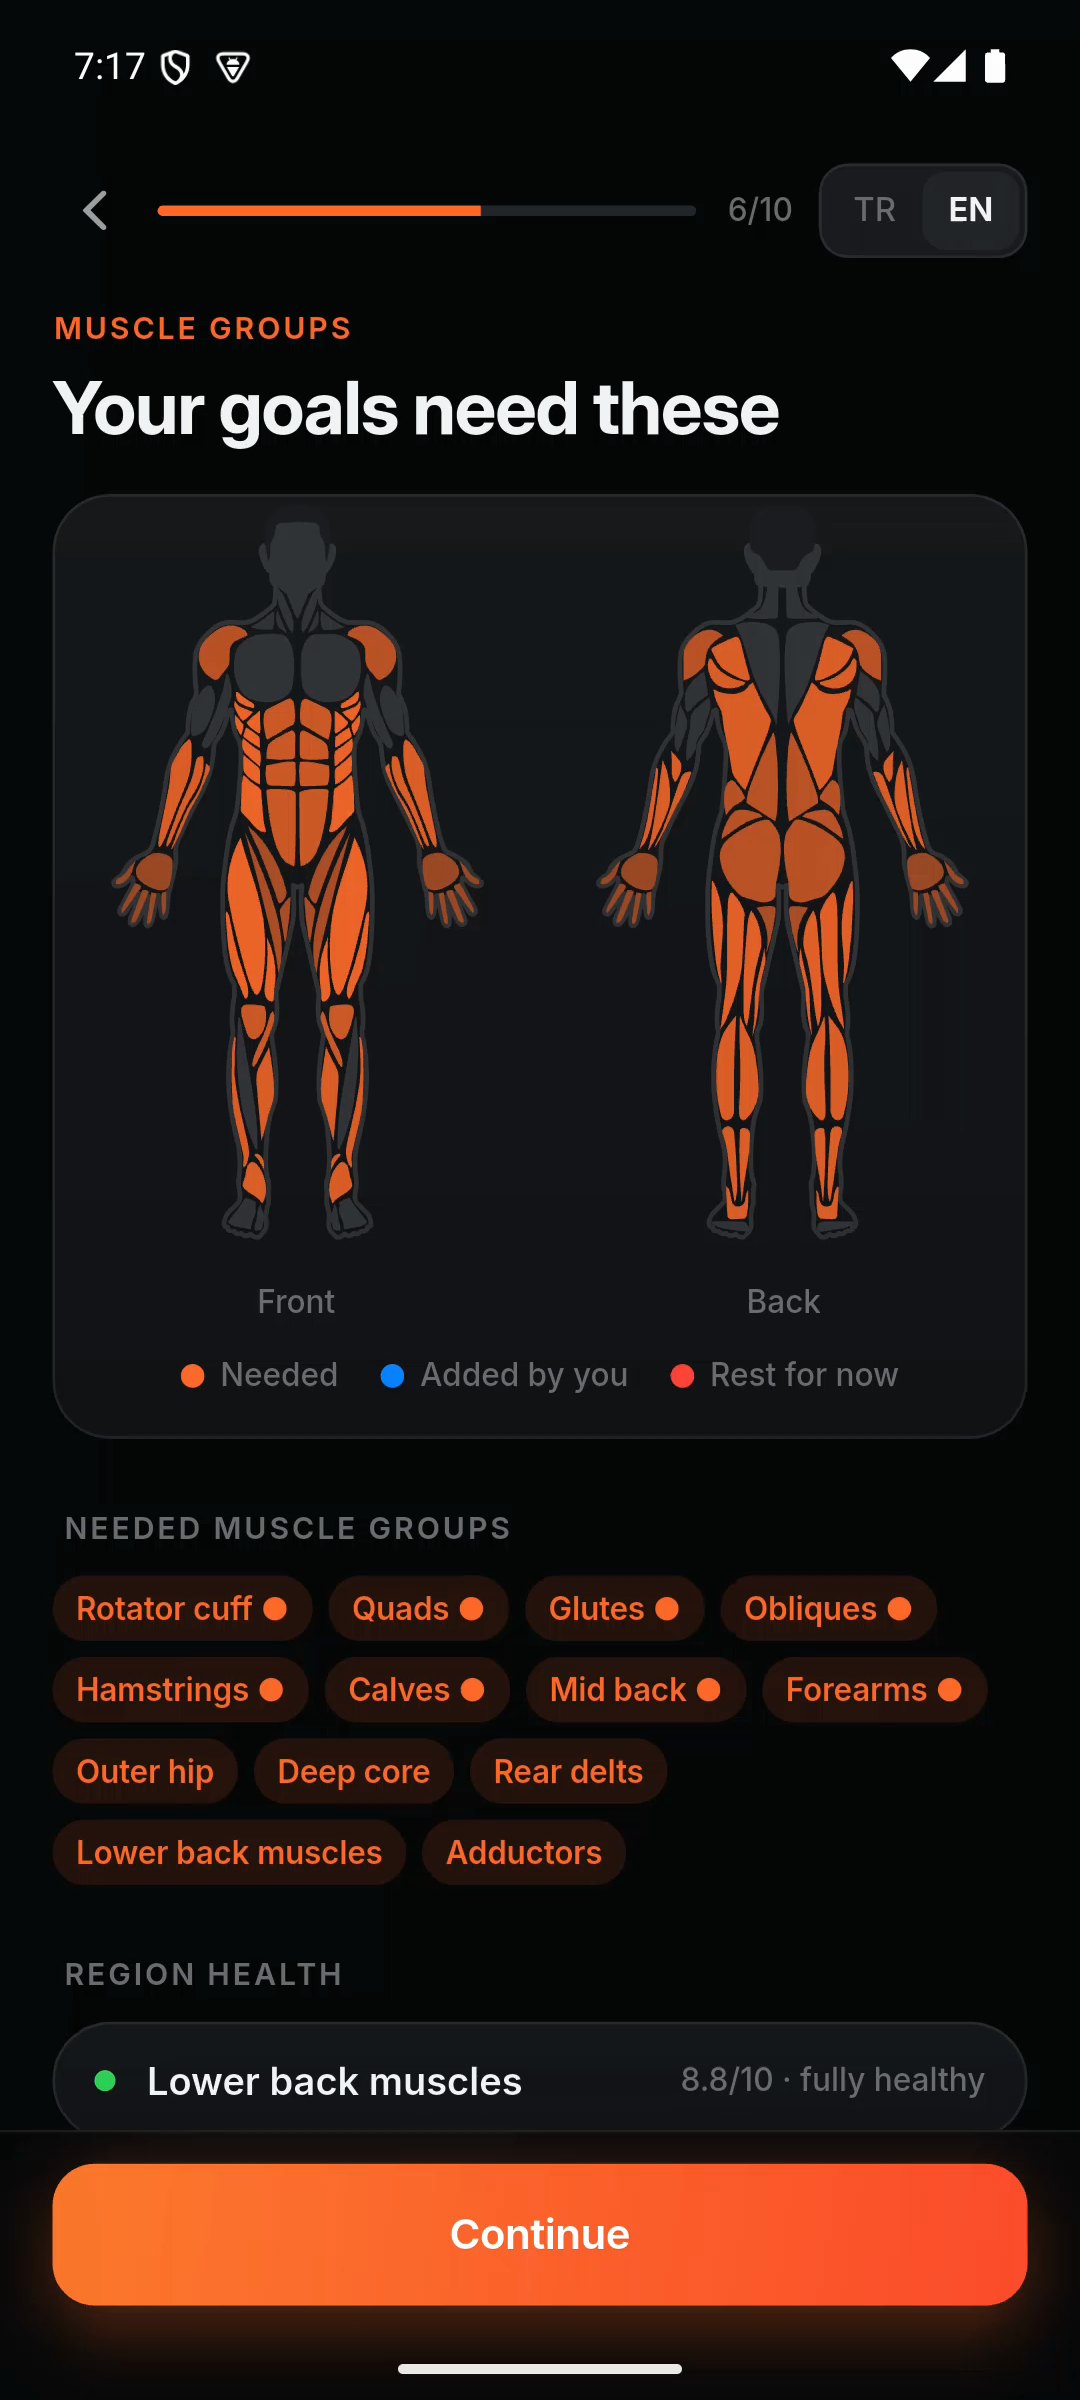 7:17
6/10 TR EN
MUSCLE GROUPS
Your goals need these
Front Back
Needed Added by you Rest for now
NEEDED MUSCLE GROUPS
Rotator cuff Quads Glutes Obliques
Hamstrings Calves Mid back Forearms
Outer hip Deep core Rear delts
Lower back muscles Adductors
REGION HEALTH
Lower back muscles 8.8/10 · fully healthy
Continue